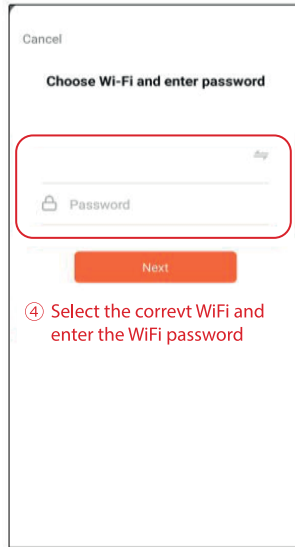 Cancel
Choose Wi-Fi and enter password
Password
Next
④ Select the correvt WiFi and
enter the WiFi password